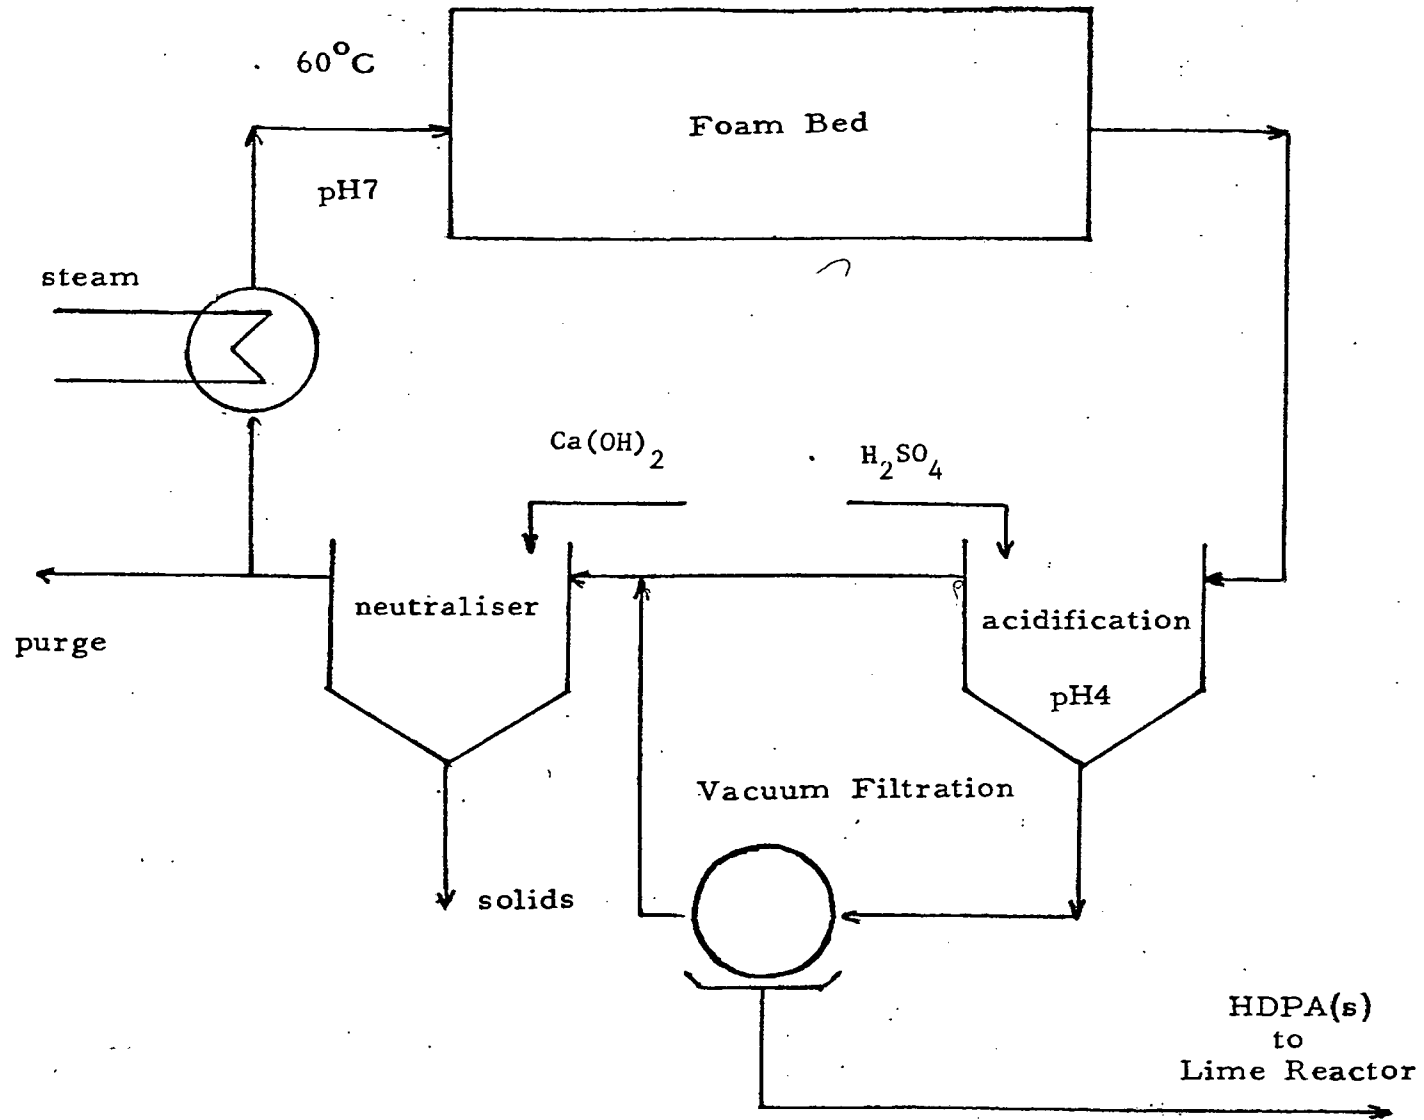 60°C
Foam Bed
pH7
steam
Ca(OH)2
H2SO4
neutraliser
acidification
purge
pH4
Vacuum Filtration
solids
HDPA(s)
to
Lime Reactor